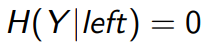 H(Y|left) = 0